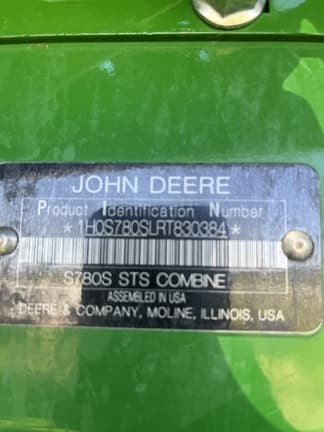 JOHN DEERE
Product Identification Number
*1H0S780SLRT830384*
S780S STS COMBINE
ASSEMBLED IN USA
DEERE & COMPANY, MOLINE, ILLINOIS, USA